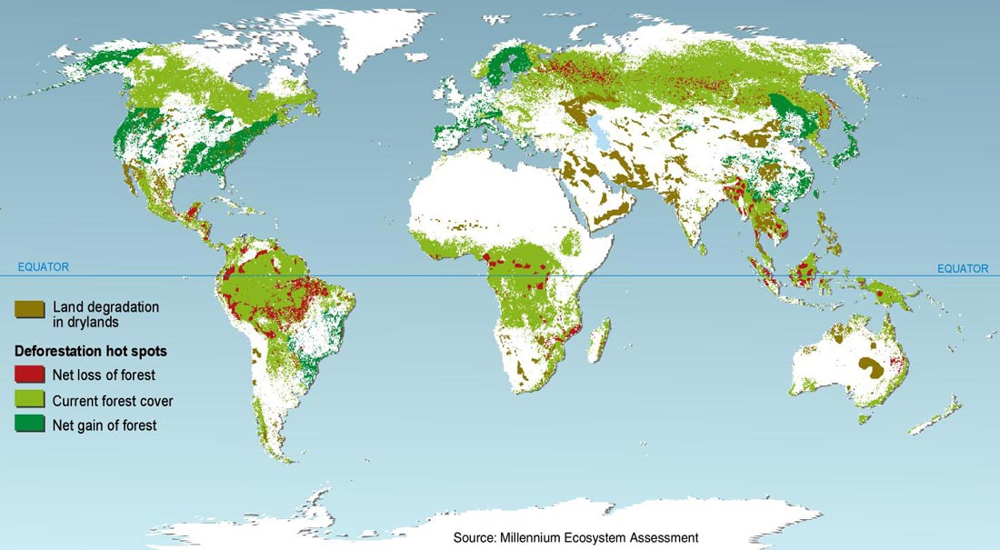 EQUATOR
EQUATOR
Land degradation
in drylands
Deforestation hot spots
Net loss of forest
Current forest cover
Net gain of forest
Source: Millennium Ecosystem Assessment